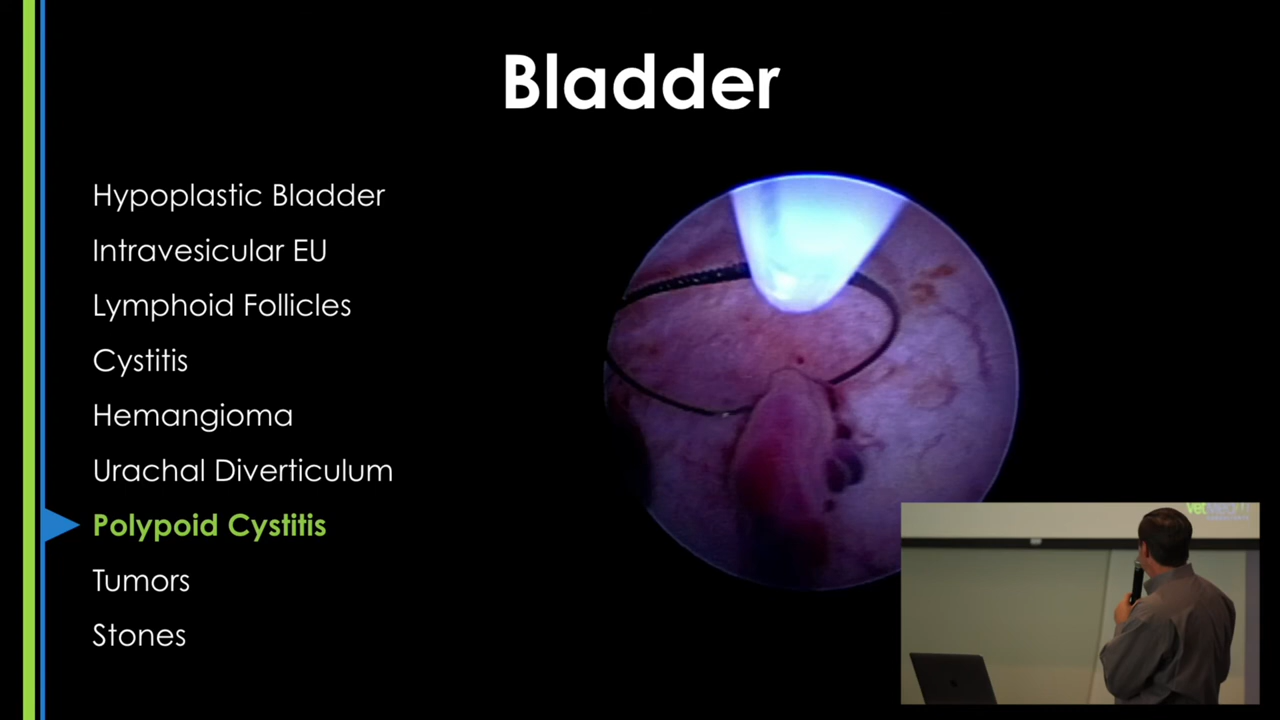 Bladder
Hypoplastic Bladder
Intravesicular EU
Lymphoid Follicles
Cystitis
Hemangioma
Urachal Diverticulum
Polypoid Cystitis
Tumors
Stones